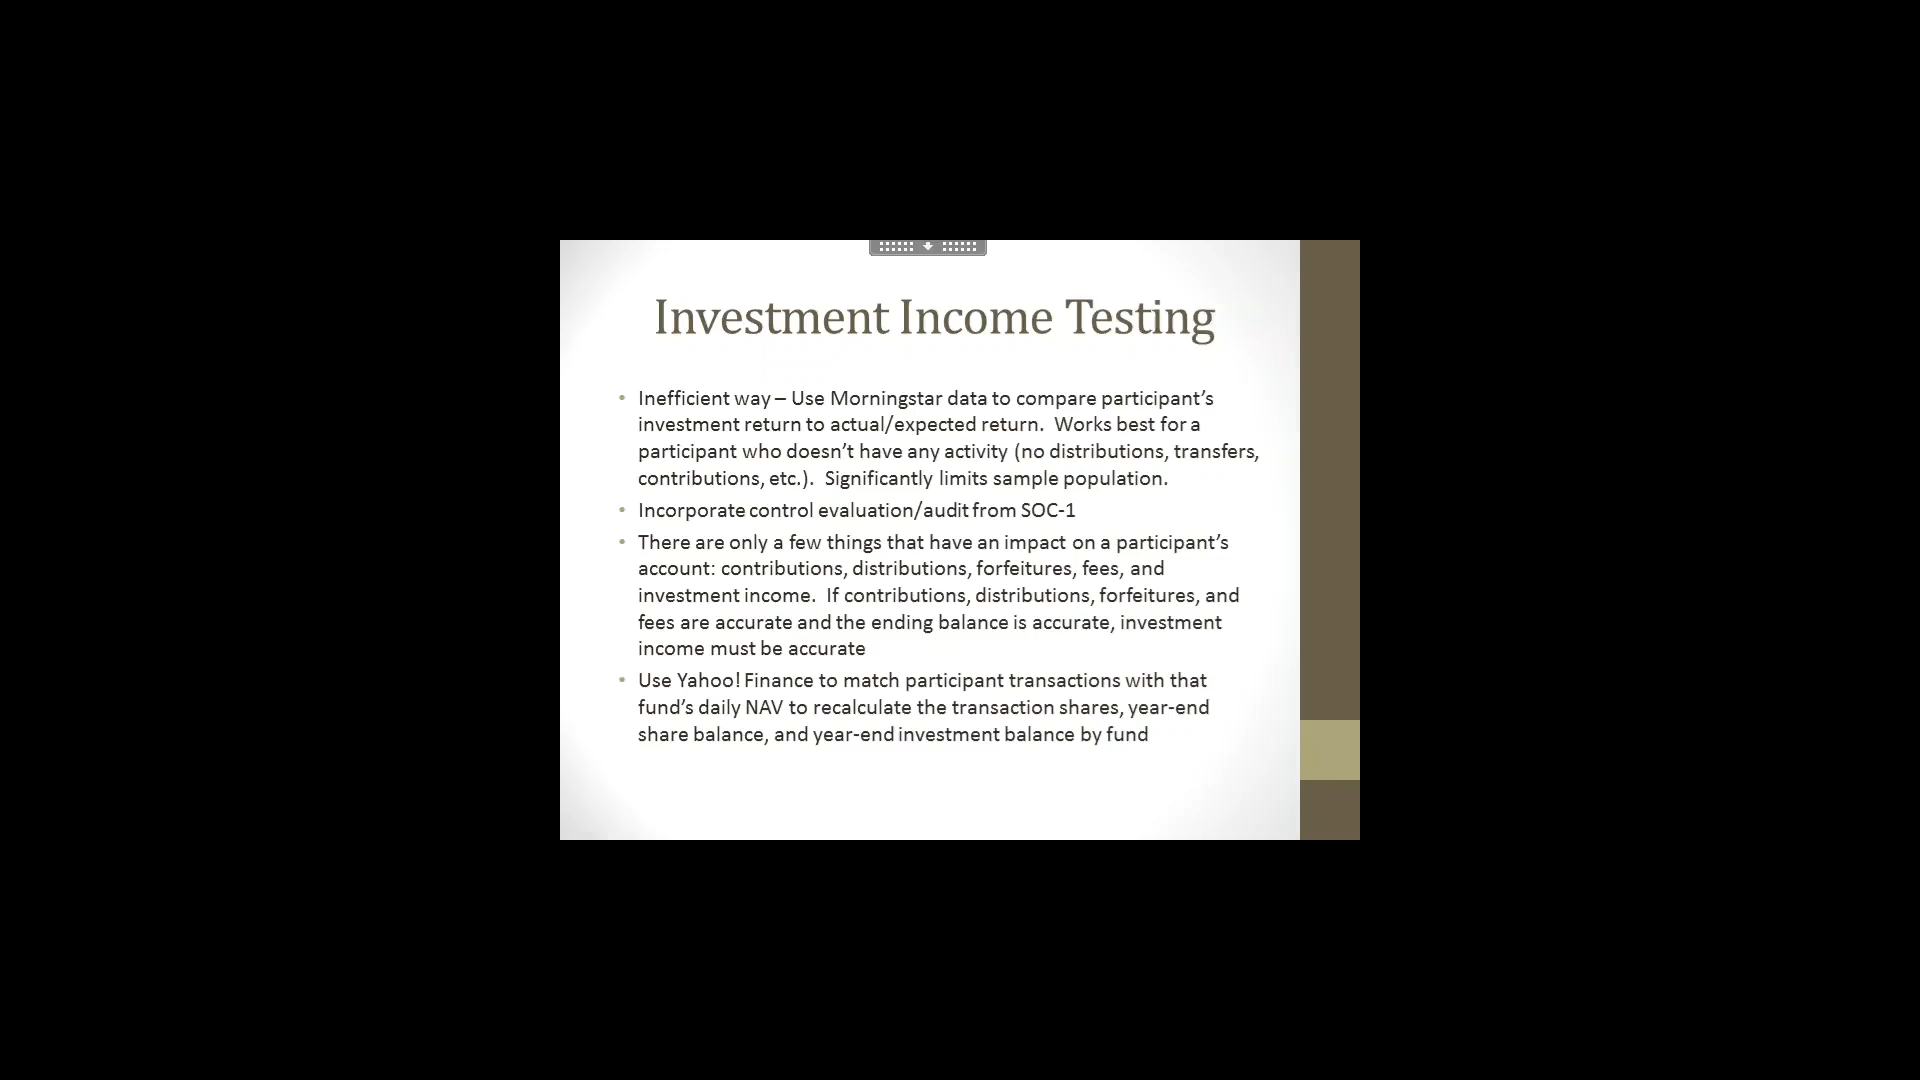 Investment Income Testing
• Inefficient way – Use Morningstar data to compare participant's
investment return to actual/expected return.  Works best for a
participant who doesn't have any activity (no distributions, transfers,
contributions, etc.).  Significantly limits sample population.
• Incorporate control evaluation/audit from SOC-1
• There are only a few things that have an impact on a participant's
account: contributions, distributions, forfeitures, fees, and
investment income.  If contributions, distributions, forfeitures, and
fees are accurate and the ending balance is accurate, investment
income must be accurate
• Use Yahoo! Finance to match participant transactions with that
fund's daily NAV to recalculate the transaction shares, year-end
share balance, and year-end investment balance by fund